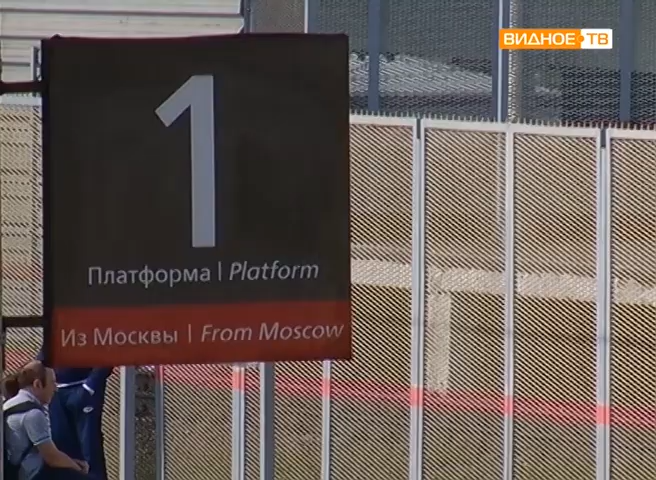 ВИДНОЕ ТВ
1
Платформа | Platform
Из Москвы | From Moscow